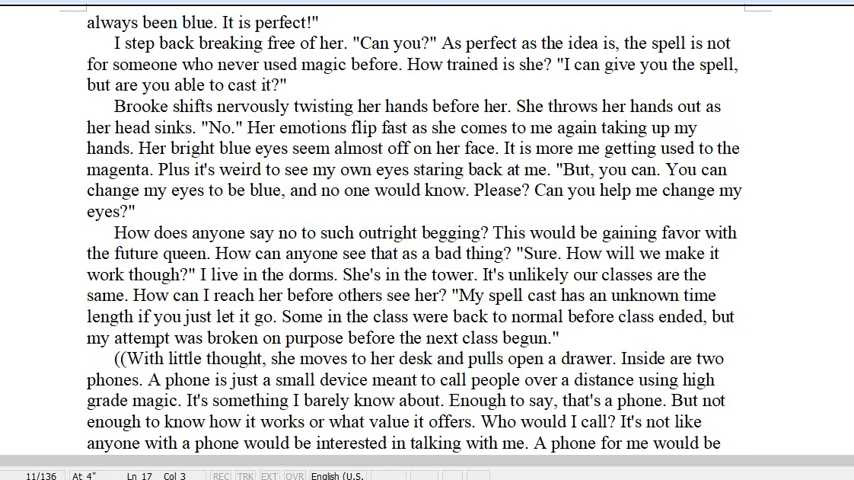 always been blue. It is perfect!"
I step back breaking free of her. "Can you?" As perfect as the idea is, the spell is not
for someone who never used magic before. How trained is she? "I can give you the spell,
but are you able to cast it?"
Brooke shifts nervously twisting her hands before her. She throws her hands out as
her head sinks. "No." Her emotions flip fast as she comes to me again taking up my
hands. Her bright blue eyes seem almost off on her face. It is more me getting used to the
magenta. Plus it's weird to see my own eyes staring back at me. "But, you can. You can
change my eyes to be blue, and no one would know. Please? Can you help me change my
eyes?"
How does anyone say no to such outright begging? This would be gaining favor with
the future queen. How can anyone see that as a bad thing? "Sure. How will we make it
work though?" I live in the dorms. She's in the tower. It's unlikely our classes are the
same. How can I reach her before others see her? "My spell cast has an unknown time
length if you just let it go. Some in the class were back to normal before class ended, but
my attempt was broken on purpose before the next class begun."
((With little thought, she moves to her desk and pulls open a drawer. Inside are two
phones. A phone is just a small device meant to call people over a distance using high
grade magic. It's something I barely know about. Enough to say, that's a phone. But not
enough to know how it works or what value it offers. Who would I call? It's not like
anyone with a phone would be interested in talking with me. A phone for me would be
11/136 At 4" Ln 17 Col 3 REC TRK EXT OVR English (U.S.